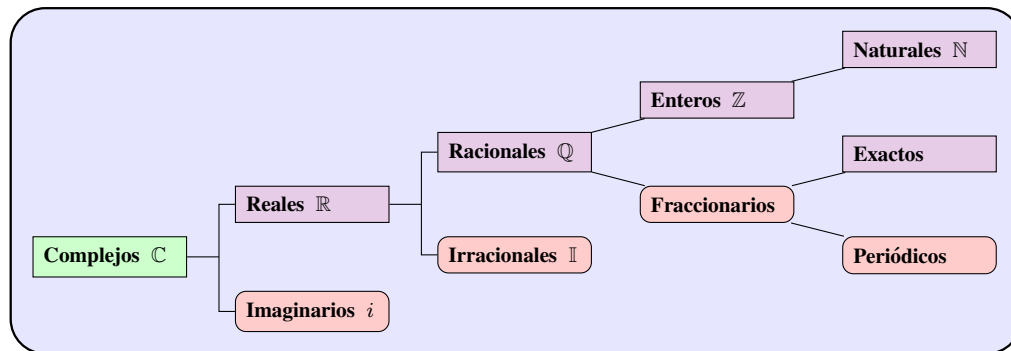 Naturales ℕ
Enteros ℤ
Racionales ℚ
Exactos
Reales ℝ
Fraccionarios
Complejos ℂ
Irracionales 𝕀
Periódicos
Imaginarios i